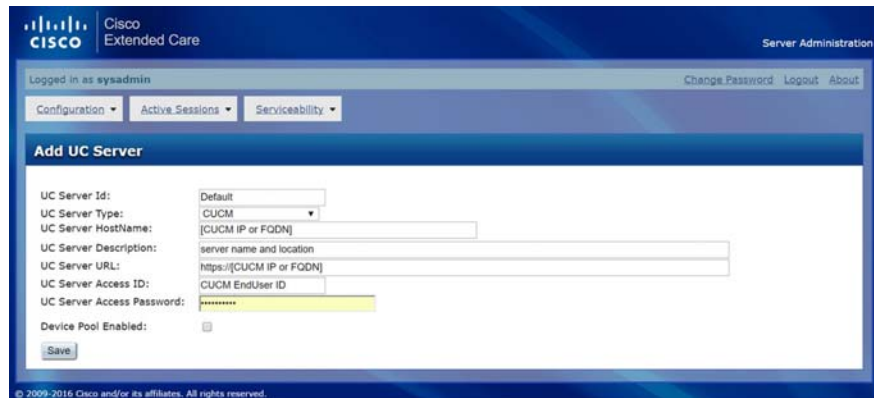 Cisco
Extended Care
CISCO
Server Administration
Logged in as sysadmin
Change Password Logout About
Configuration
Active Sessions
Serviceability
Add UC Server
UC Server Id: Default
UC Server Type: CUCM
UC Server HostName: [CUCM IP or FQDN]
UC Server Description: server name and location
UC Server URL: https://[CUCM IP or FQDN]
UC Server Access ID: CUCM EndUser ID
UC Server Access Password: ••••••••••
Device Pool Enabled:
Save
© 2009-2016 Cisco and/or its affiliates. All rights reserved.